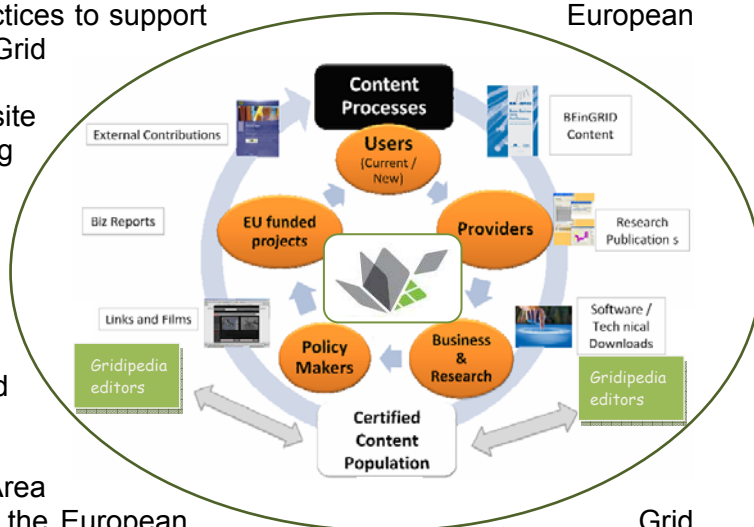 ctices to support European
Grid
site
g
Content
Processes
External Contributions
BEinGRID
Content
Users
(Current /
New)
Biz Reports
EU funded
projects
Providers
Research
Publication s
Links and Films
Software /
Tech nical
Downloads
Policy
Makers
Business
&
Research
Gridipedia
editors
Gridipedia
editors
d
Certified
Content
Population
Area
the European Grid